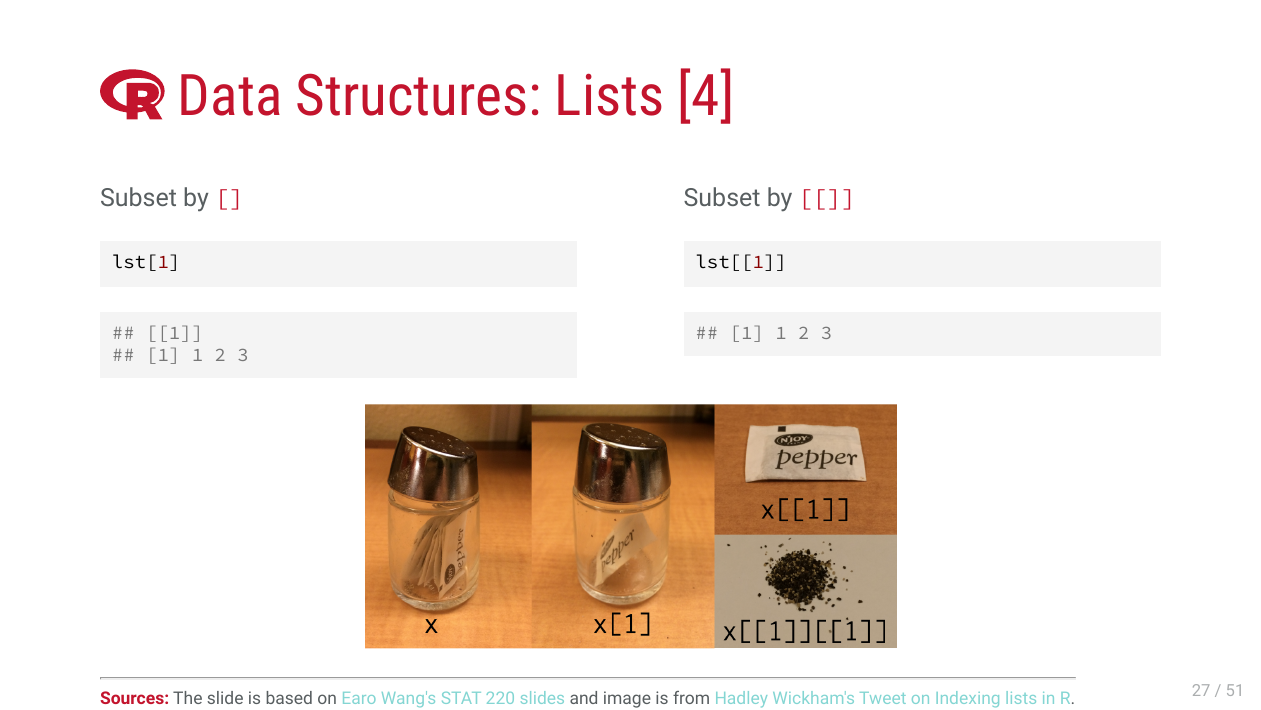 R Data Structures: Lists [4]
Subset by []
lst[1]
## [[1]]
## [1] 1 2 3
Subset by [[]]
lst[[1]]
## [1] 1 2 3
pepper
pepper
N'JOY
pepper
x
x[1]
x[[1]]
x[[1]][[1]]
Sources: The slide is based on Earo Wang's STAT 220 slides and image is from Hadley Wickham's Tweet on Indexing lists in R.
27 / 51